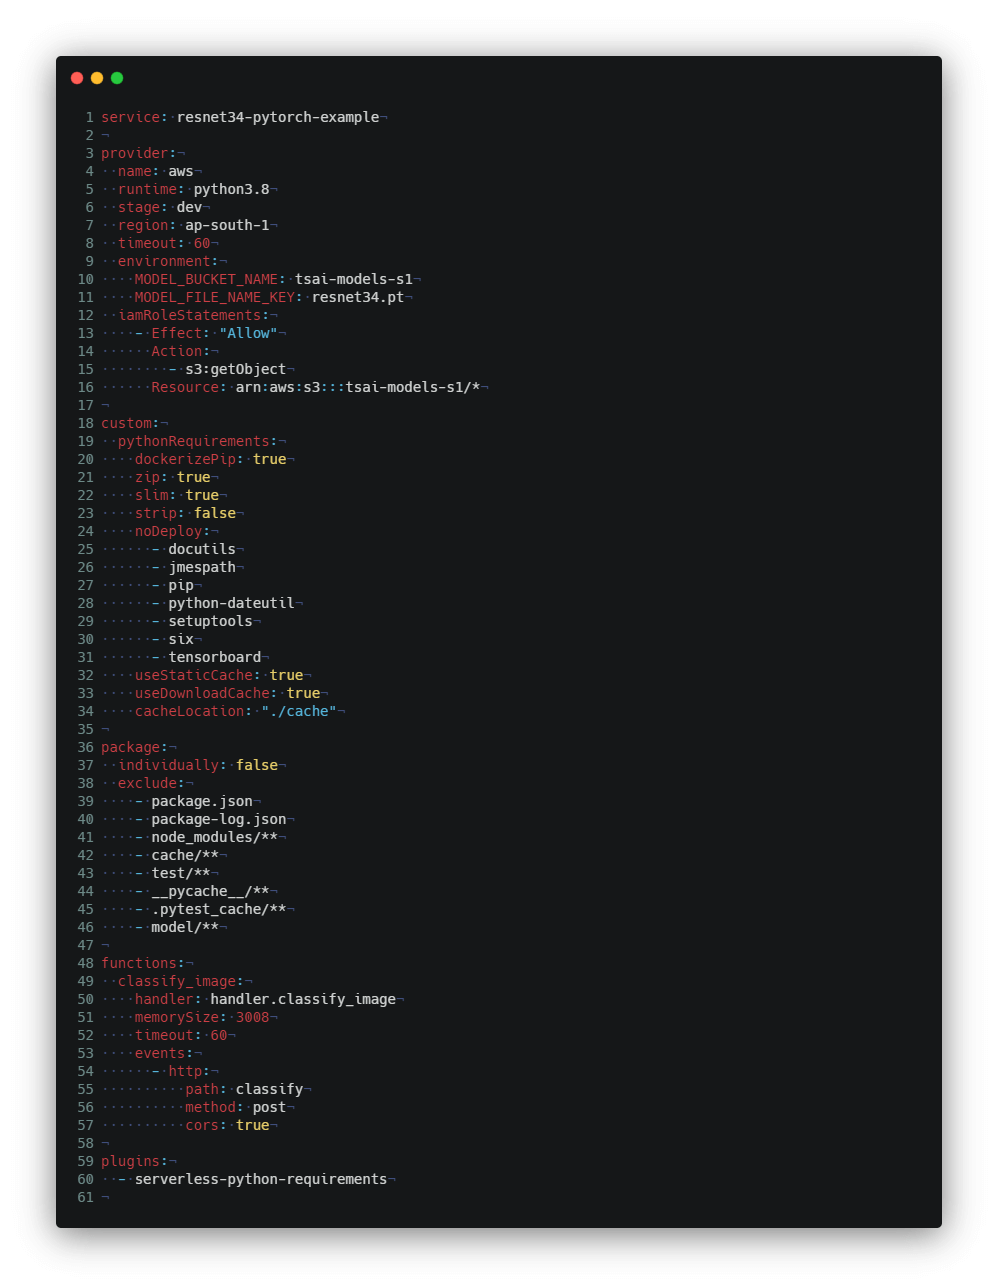 1 service: resnet34-pytorch-example¬
2 ¬
3 provider:¬
4 ··name:·aws¬
5 ··runtime:·python3.8¬
6 ··stage:·dev¬
7 ··region:·ap-south-1¬
8 ··timeout:·60¬
9 ··environment:¬
10 ····MODEL_BUCKET_NAME:·tsai-models-s1¬
11 ····MODEL_FILE_NAME_KEY:·resnet34.pt¬
12 ··iamRoleStatements:¬
13 ····-·Effect:·"Allow"¬
14 ······Action:¬
15 ········-·s3:getObject¬
16 ······Resource:·arn:aws:s3:::tsai-models-s1/*¬
17 ¬
18 custom:¬
19 ··pythonRequirements:¬
20 ····dockerizePip:·true¬
21 ····zip:·true¬
22 ····slim:·true¬
23 ····strip:·false¬
24 ····noDeploy:¬
25 ······-·docutils¬
26 ······-·jmespath¬
27 ······-·pip¬
28 ······-·python-dateutil¬
29 ······-·setuptools¬
30 ······-·six¬
31 ······-·tensorboard¬
32 ····useStaticCache:·true¬
33 ····useDownloadCache:·true¬
34 ····cacheLocation:·"./cache"¬
35 ¬
36 package:¬
37 ··individually:·false¬
38 ··exclude:¬
39 ····-·package.json¬
40 ····-·package-log.json¬
41 ····-·node_modules/**¬
42 ····-·cache/**¬
43 ····-·test/**¬
44 ····-·__pycache__/**¬
45 ····-·.pytest_cache/**¬
46 ····-·model/**¬
47 ¬
48 functions:¬
49 ··classify_image:¬
50 ····handler:·handler.classify_image¬
51 ····memorySize:·3008¬
52 ····timeout:·60¬
53 ····events:¬
54 ······-·http:¬
55 ··········path:·classify¬
56 ··········method:·post¬
57 ··········cors:·true¬
58 ¬
59 plugins:¬
60 ··-·serverless-python-requirements¬
61 ¬